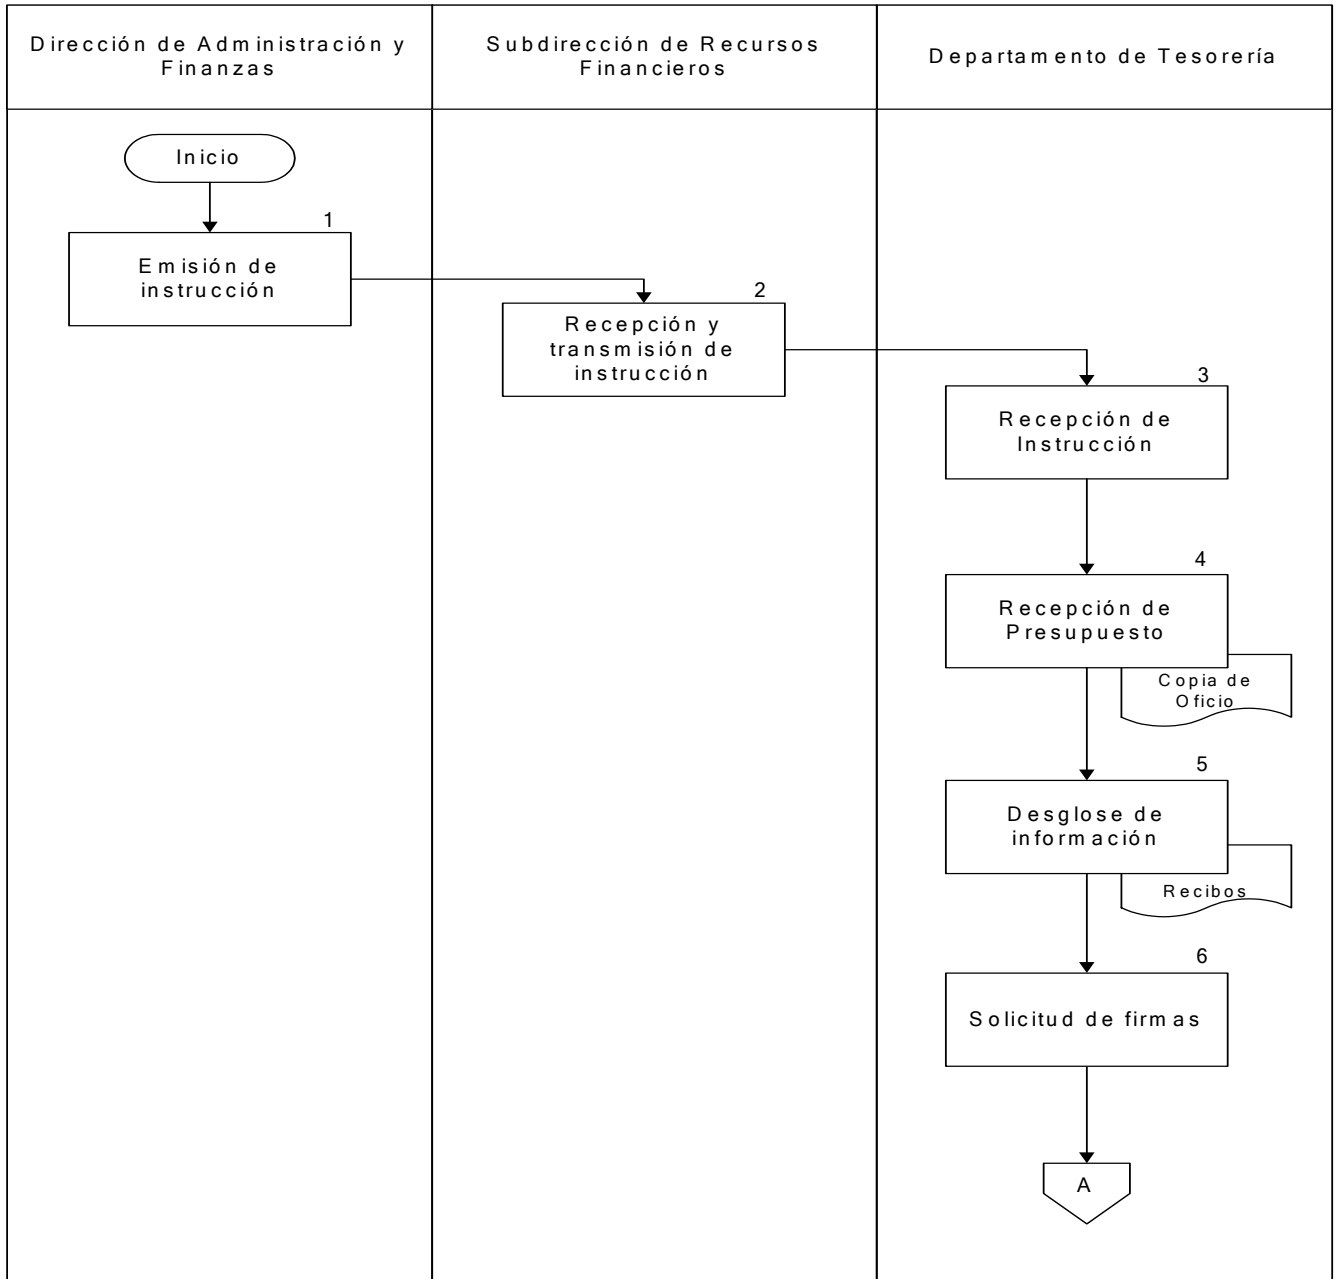 Dirección de Administración y
Finanzas
Subdirección de Recursos
Financieros
Departamento de Tesorería
Inicio
1
Emisión de
instrucción
2
Recepción y
transmisión de
instrucción
3
Recepción de
Instrucción
4
Recepción de
Presupuesto
Copia de
Oficio
5
Desglose de
información
Recibos
6
Solicitud de firmas
A